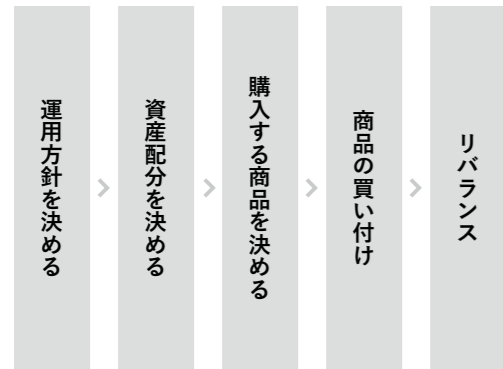 運用方針を決める
資産配分を決める
購入する商品を決める
商品の買い付け
リバランス